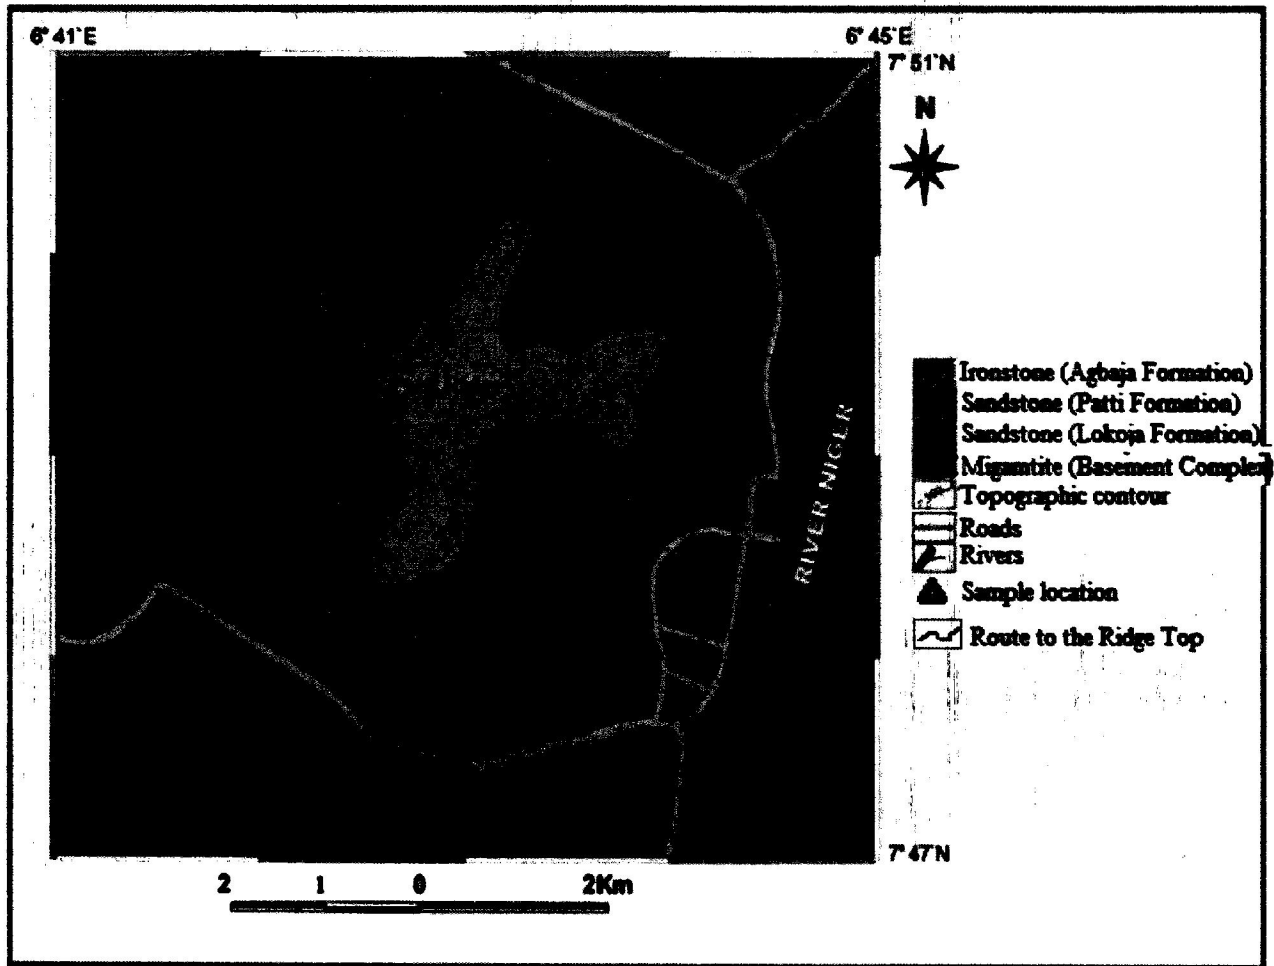 6° 41'E
6° 45'E
7° 51'N
N
RIVER NIGER
Ironstone (Agbaja Formation)
Sandstone (Patti Formation)
Sandstone (Lokoja Formation)
Migamtite (Basement Complex)
Topographic contour
Roads
Rivers
Sample location
Route to the Ridge Top
7° 47'N
2 1 0 2Km